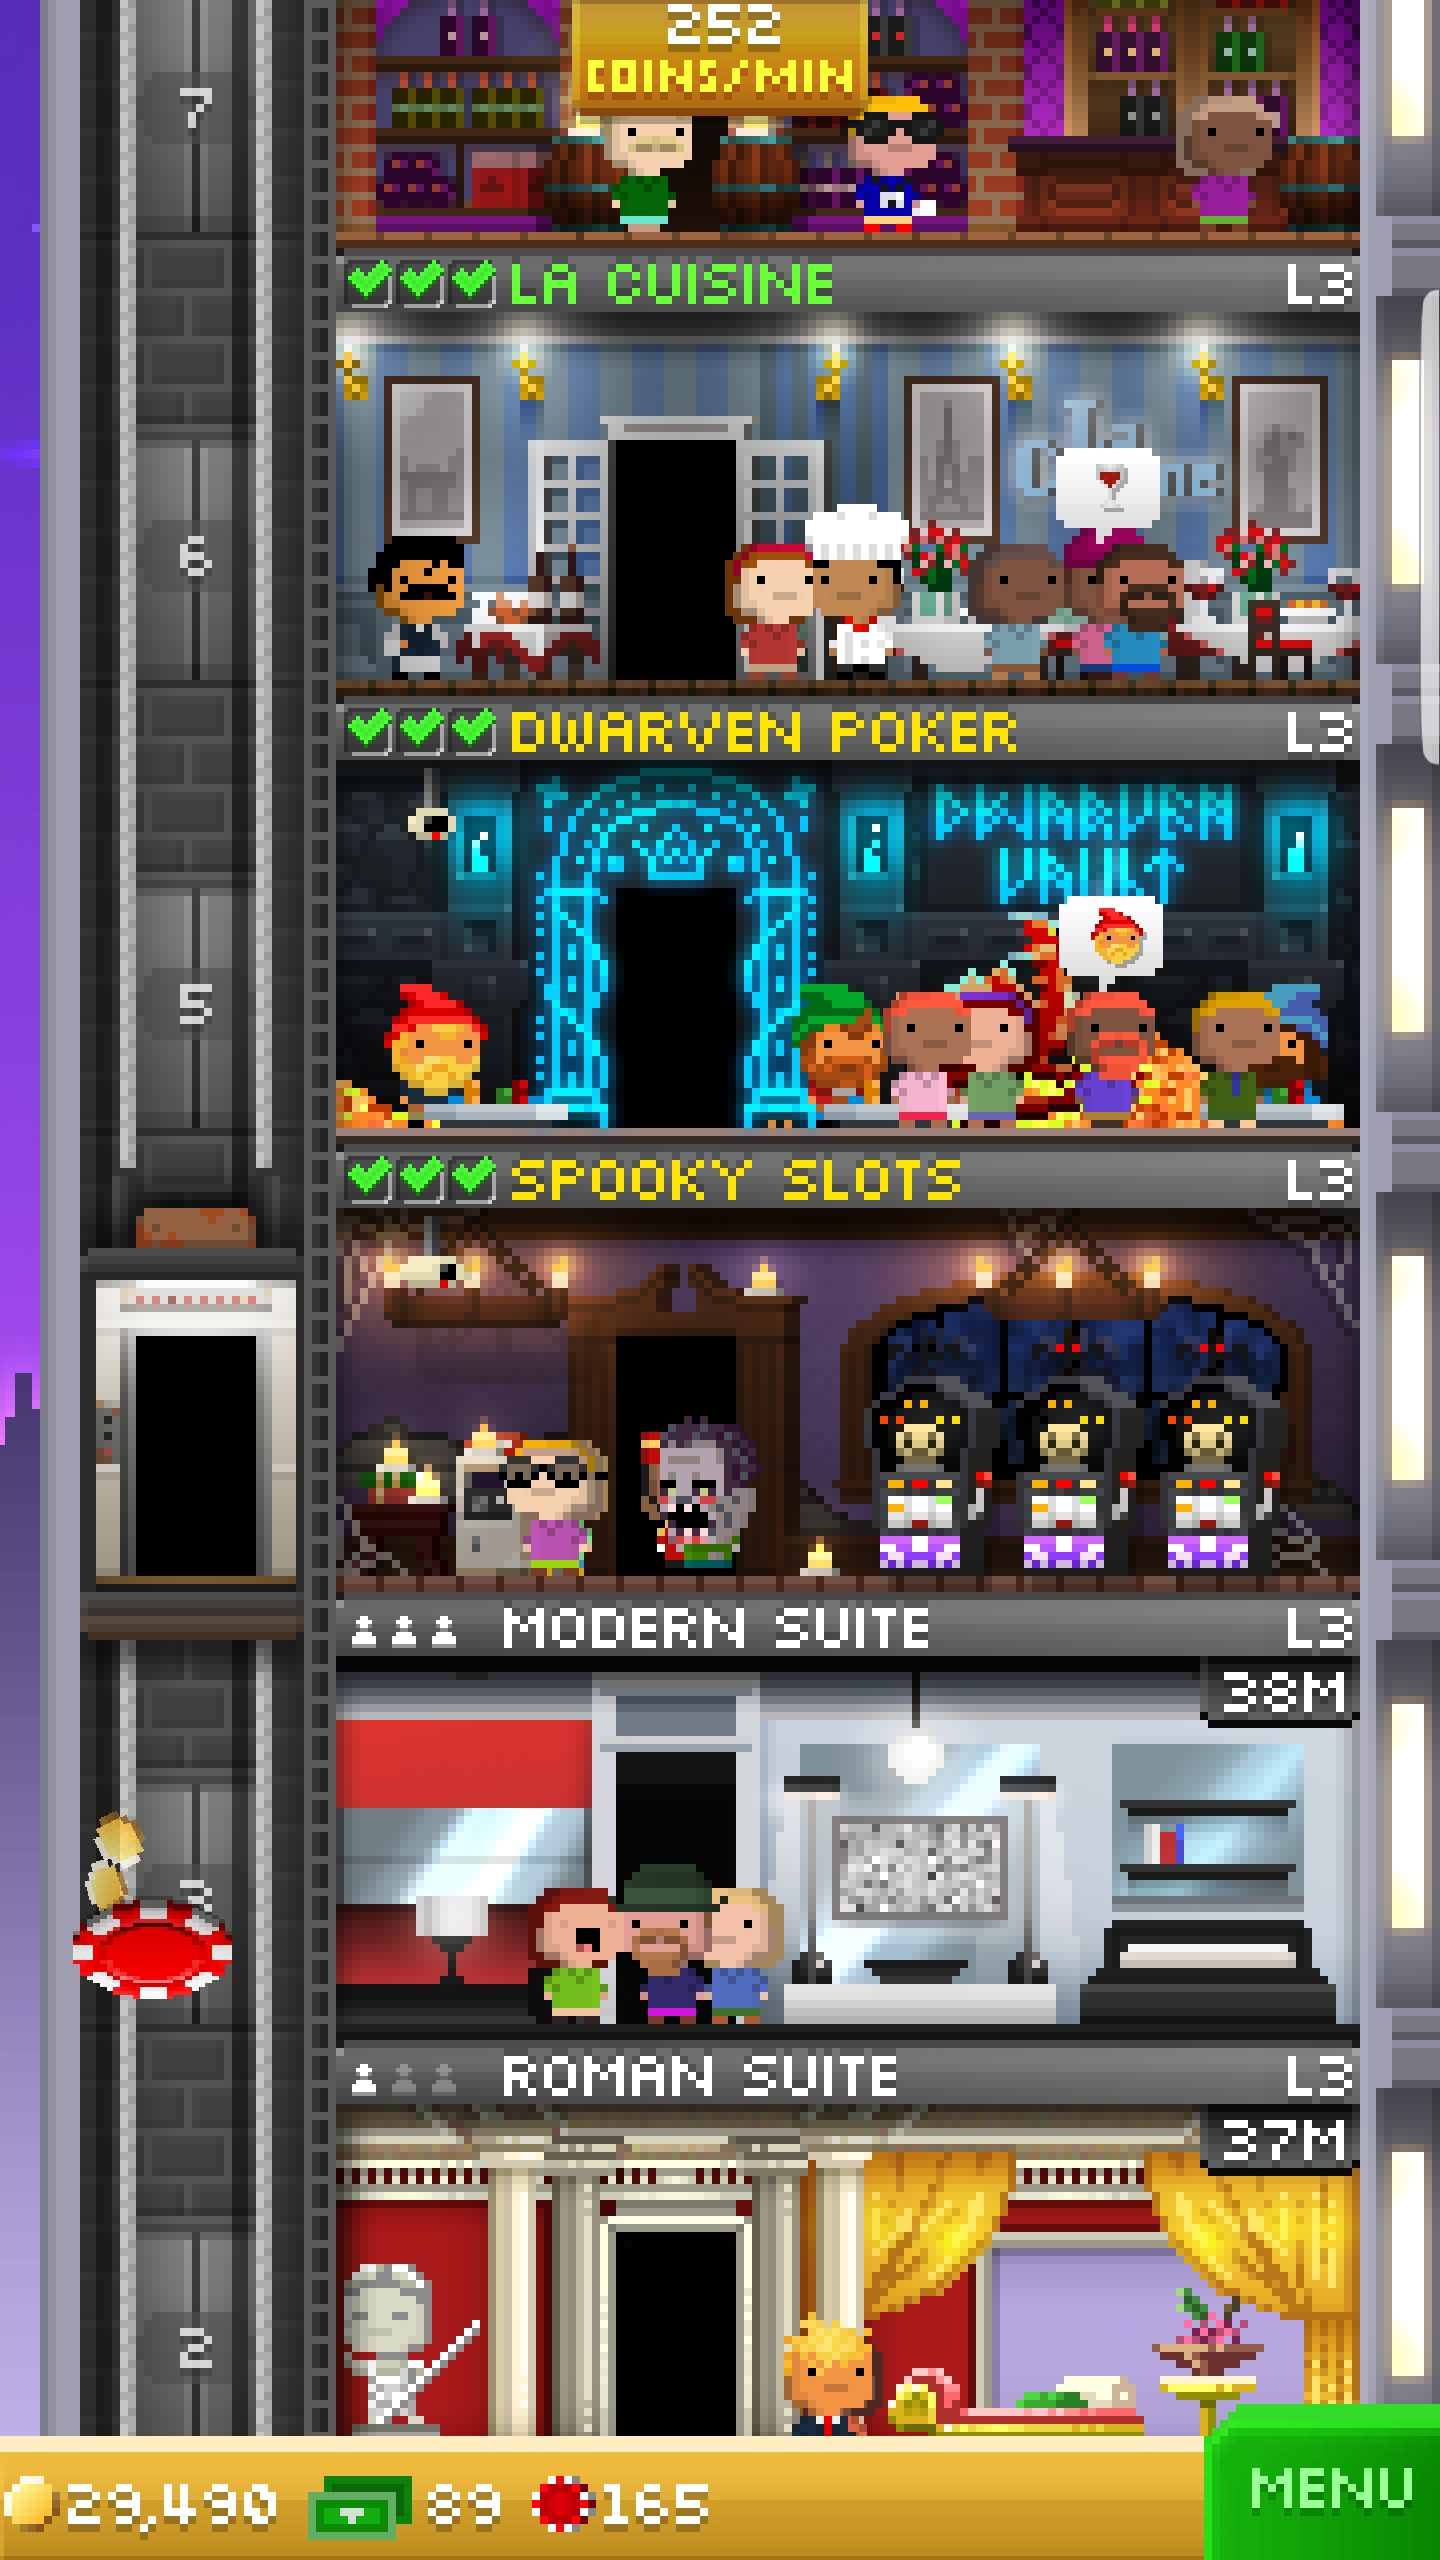 252
COINS/MIN
7
LA CUISINE L3
La
6
DWARVEN POKER L3
DWARVEN
VAULT
5
SPOOKY SLOTS L3
MODERN SUITE L3
38M
3
ROMAN SUITE L3
37M
2
29,490 89 165
MENU